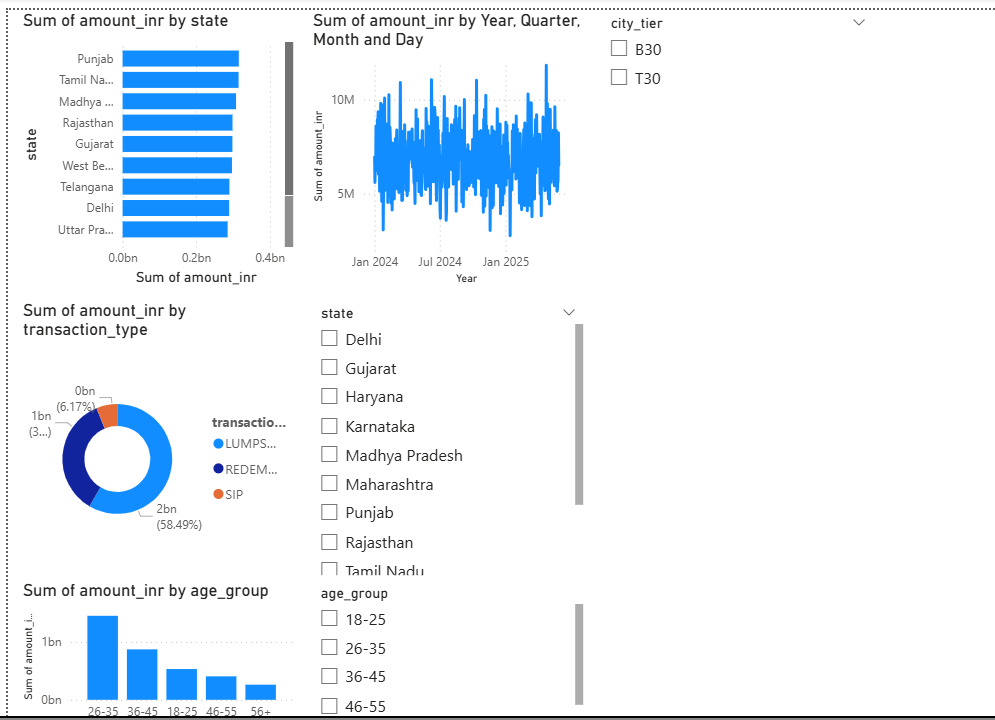 Sum of amount_inr by state
state
Punjab
Tamil Na...
Madhya ...
Rajasthan
Gujarat
West Be...
Telangana
Delhi
Uttar Pra...
0.0bn 0.2bn 0.4bn
Sum of amount_inr
Sum of amount_inr by Year, Quarter,
Month and Day
Sum of amount_inr
10M
5M
Jan 2024 Jul 2024 Jan 2025
Year
city_tier
B30
T30
Sum of amount_inr by
transaction_type
0bn
(6.17%)
1bn
(3...)
2bn
(58.49%)
transactio...
LUMPS...
REDEM...
SIP
state
Delhi
Gujarat
Haryana
Karnataka
Madhya Pradesh
Maharashtra
Punjab
Rajasthan
Tamil Nadu
Sum of amount_inr by age_group
Sum of amount_i...
1bn
0bn
26-35 36-45 18-25 46-55 56+
age_group
18-25
26-35
36-45
46-55